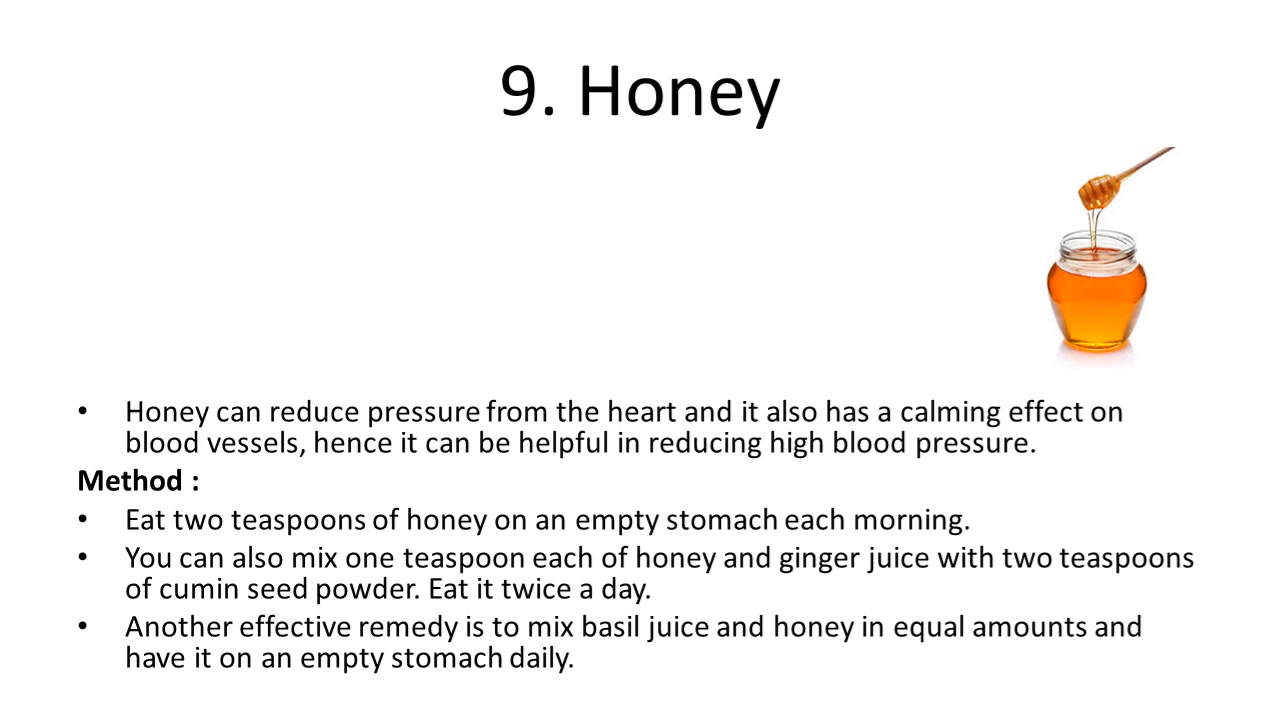 9. Honey
• Honey can reduce pressure from the heart and it also has a calming effect on
blood vessels, hence it can be helpful in reducing high blood pressure.
Method :
• Eat two teaspoons of honey on an empty stomach each morning.
• You can also mix one teaspoon each of honey and ginger juice with two teaspoons
of cumin seed powder. Eat it twice a day.
• Another effective remedy is to mix basil juice and honey in equal amounts and
have it on an empty stomach daily.